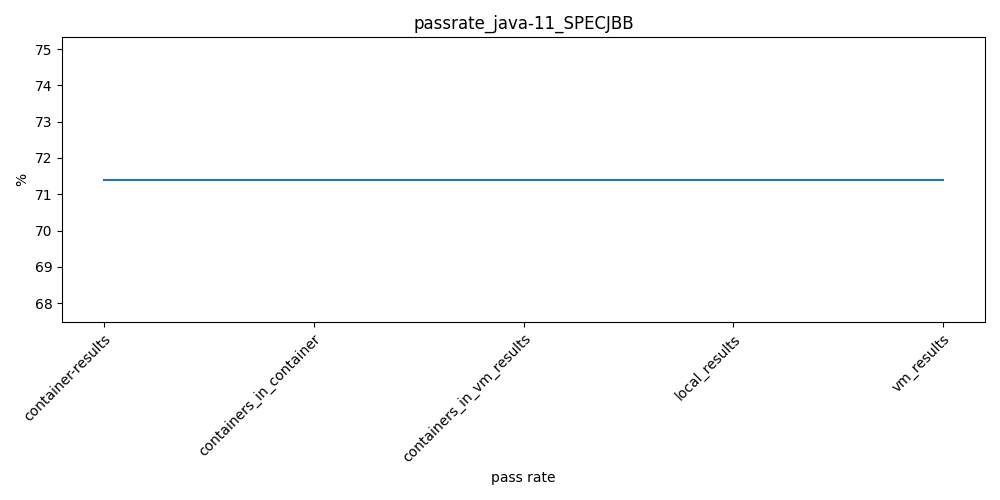 passrate_java-11_SPECJBB
75
74
73
72
71
70
69
68
%
container-results
containers_in_container
containers_in_vm_results
local_results
vm_results
pass rate